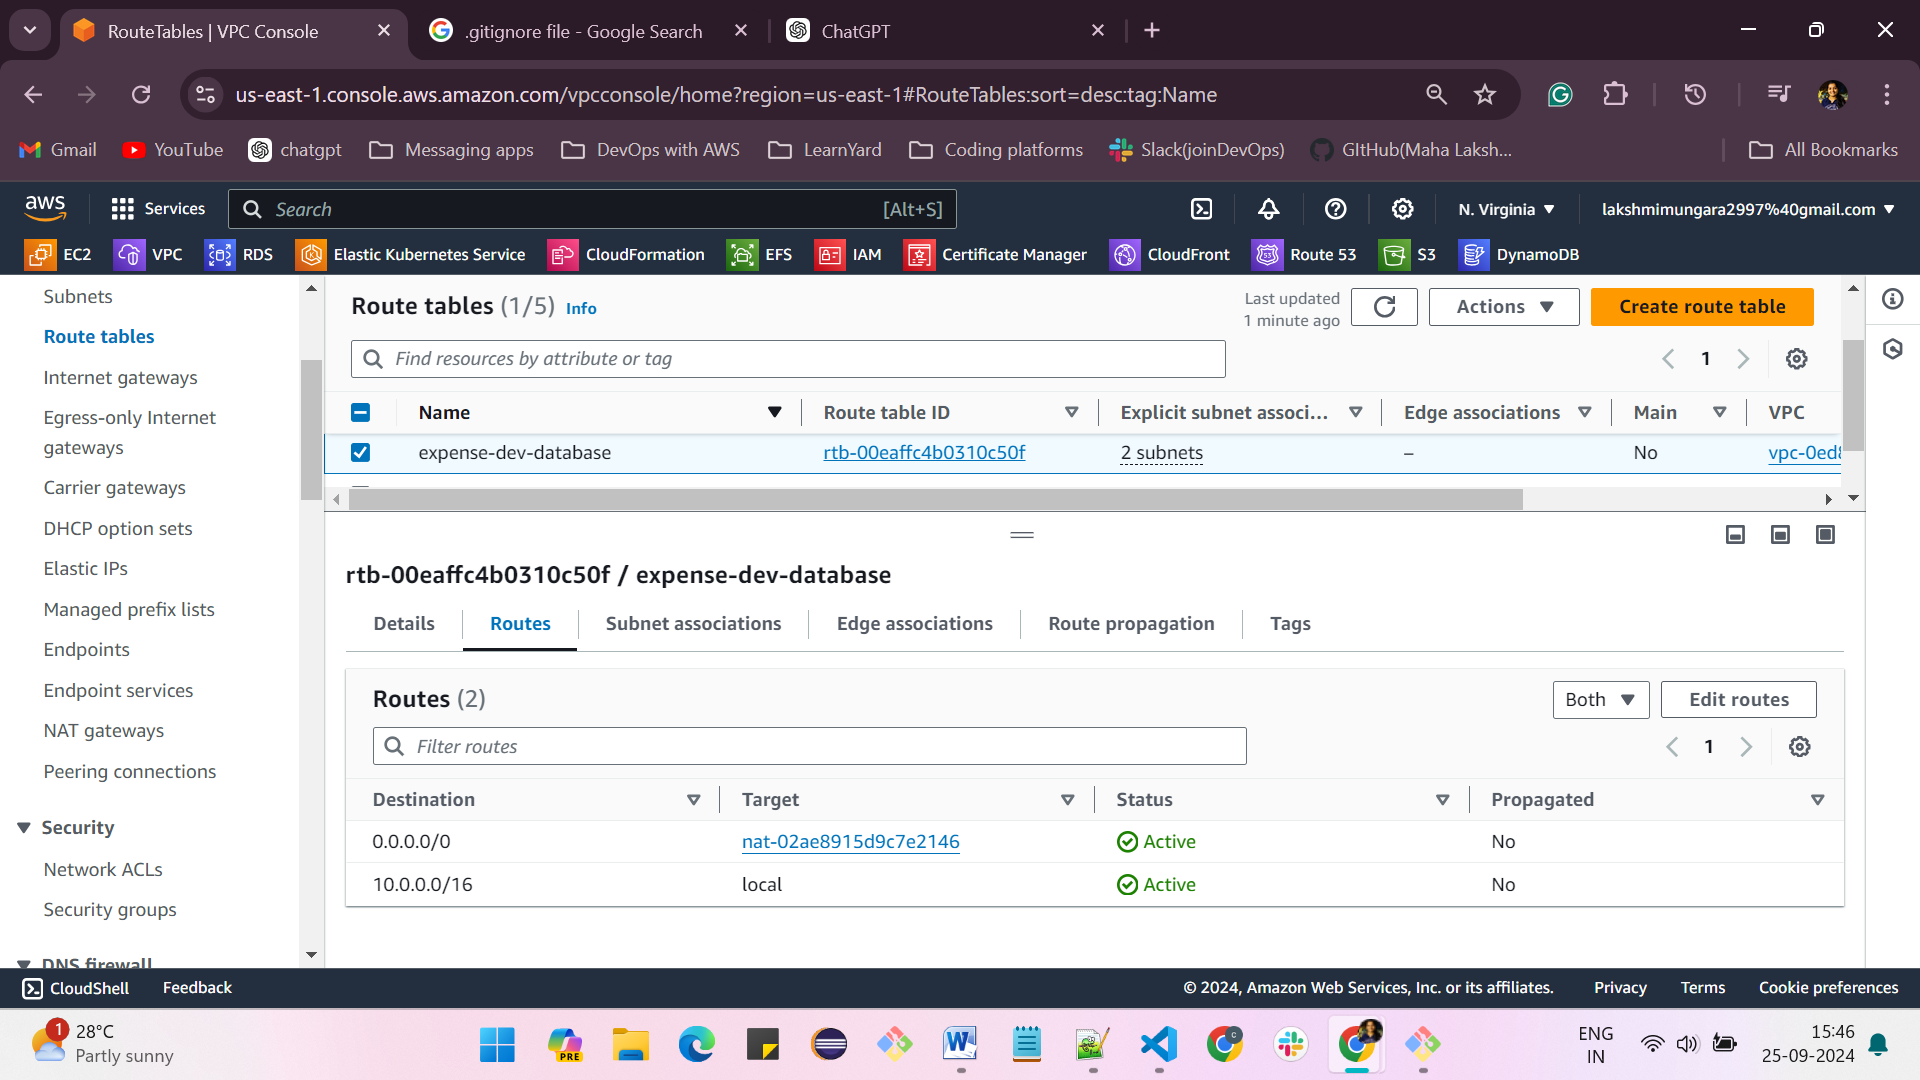 RouteTables | VPC Console
.gitignore file - Google Search
ChatGPT
us-east-1.console.aws.amazon.com/vpcconsole/home?region=us-east-1#RouteTables:sort=desc:tag:Name
Gmail
YouTube
chatgpt
Messaging apps
DevOps with AWS
LearnYard
Coding platforms
Slack(joinDevOps)
GItHub(Maha Laksh...
All Bookmarks
aws
Services
Search
[Alt+S]
N. Virginia
lakshmimungara2997%40gmail.com
EC2
VPC
RDS
Elastic Kubernetes Service
CloudFormation
EFS
IAM
Certificate Manager
CloudFront
Route 53
S3
DynamoDB
Subnets
Route tables
Internet gateways
Egress-only Internet
gateways
Carrier gateways
DHCP option sets
Elastic IPs
Managed prefix lists
Endpoints
Endpoint services
NAT gateways
Peering connections
Security
Network ACLs
Security groups
DNS firewall
Route tables (1/5) Info
Last updated
1 minute ago
Actions
Create route table
Find resources by attribute or tag
1
Name
Route table ID
Explicit subnet associ...
Edge associations
Main
VPC
expense-dev-database
rtb-00eaffc4b0310c50f
2 subnets
–
No
vpc-0ed8
rtb-00eaffc4b0310c50f / expense-dev-database
Details
Routes
Subnet associations
Edge associations
Route propagation
Tags
Routes (2)
Both
Edit routes
Filter routes
1
Destination
Target
Status
Propagated
0.0.0.0/0
nat-02ae8915d9c7e2146
Active
No
10.0.0.0/16
local
Active
No
CloudShell
Feedback
© 2024, Amazon Web Services, Inc. or its affiliates.
Privacy
Terms
Cookie preferences
1
28°C
Partly sunny
PRE
ENG
IN
15:46
25-09-2024